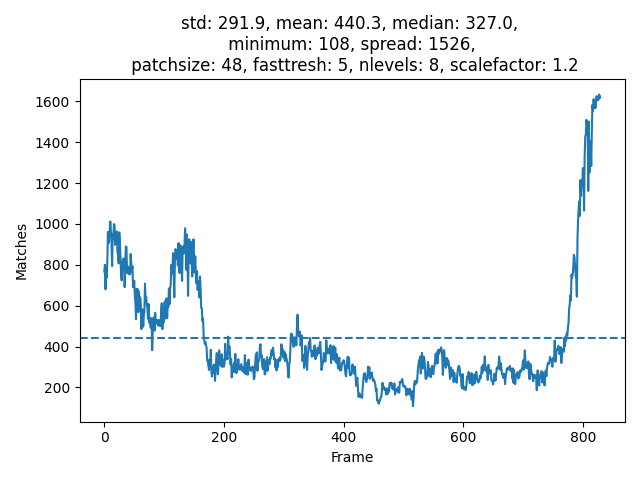 std: 291.9, mean: 440.3, median: 327.0,
minimum: 108, spread: 1526,
patchsize: 48, fasttresh: 5, nlevels: 8, scalefactor: 1.2
1600
1400
1200
1000
800
600
400
200
Matches
0
200
400
600
800
Frame